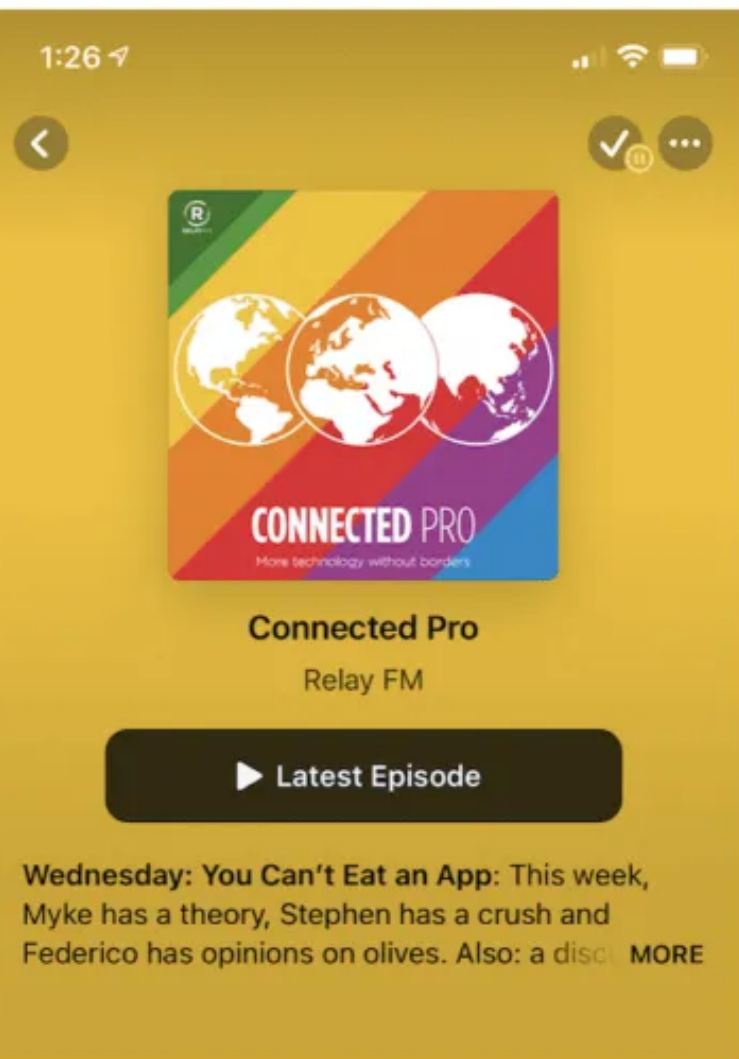 1:26
R
CONNECTED PRO
More technology without borders
Connected Pro
Relay FM
Latest Episode
Wednesday: You Can't Eat an App: This week,
Myke has a theory, Stephen has a crush and
Federico has opinions on olives. Also: a disc MORE